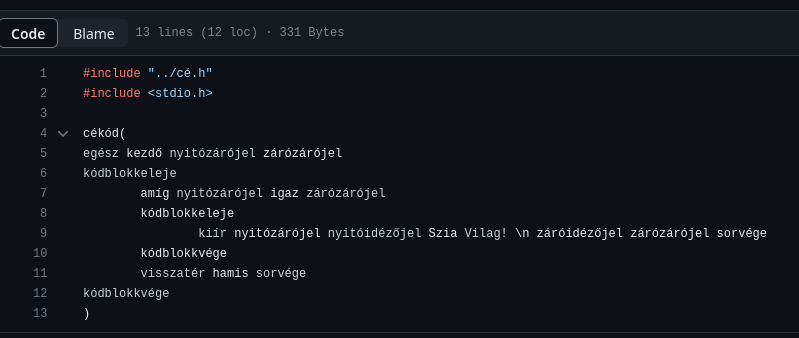 Code Blame 13 lines (12 loc) · 331 Bytes
1 #include "../cé.h"
2 #include <stdio.h>
3
4 cékód(
5 egész kezdő nyitózárójel zárózárójel
6 kódblokkeleje
7 amíg nyitózárójel igaz zárózárójel
8 kódblokkeleje
9 kiír nyitózárójel nyitóidézőjel Szia Vilag! \n záróidézőjel zárózárójel sorvége
10 kódblokkvége
11 visszatér hamis sorvége
12 kódblokkvége
13 )